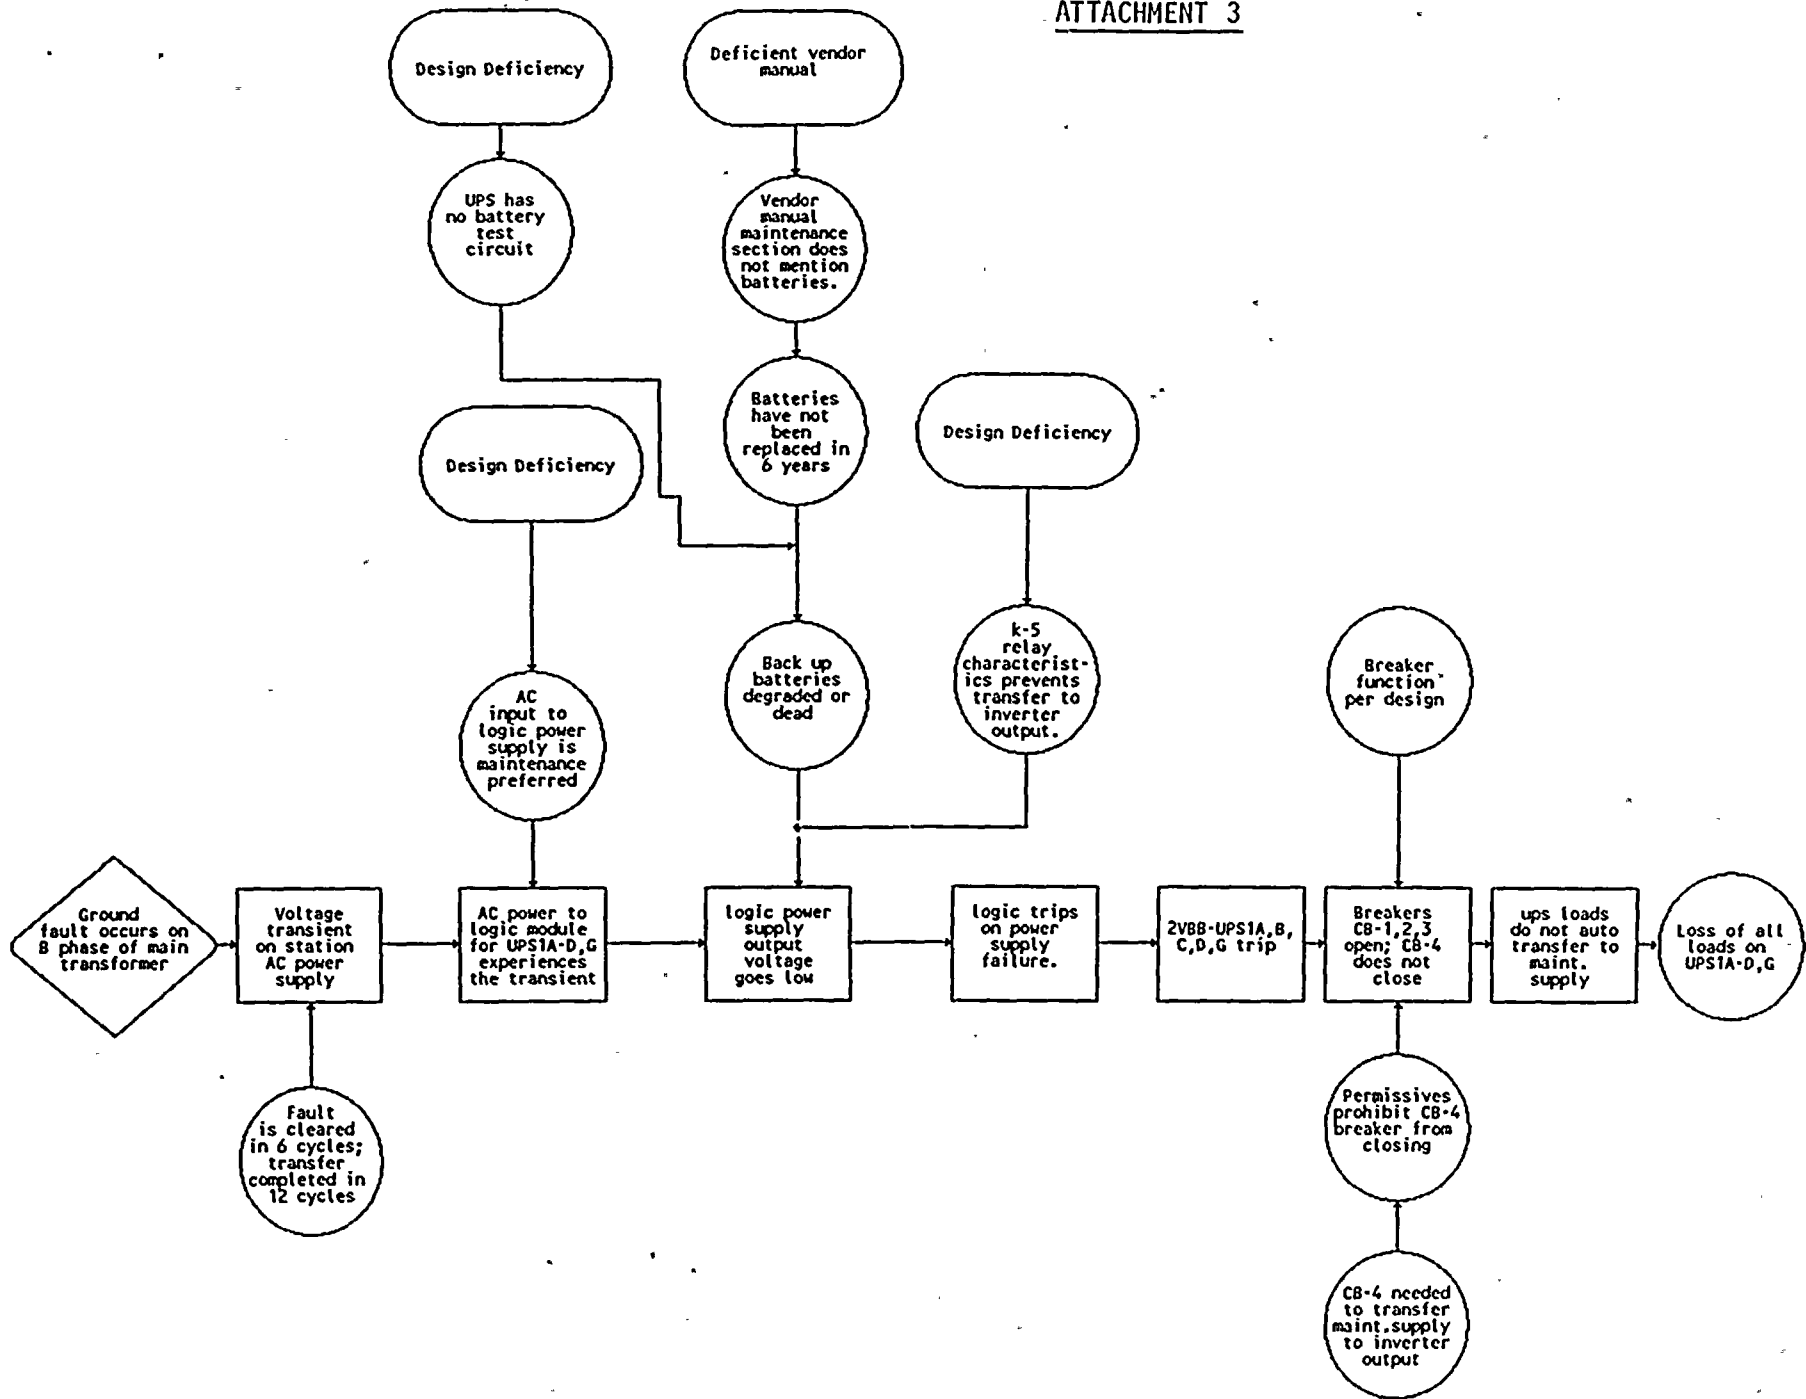 ATTACHMENT 3
Design Deficiency
Deficient vendor
manual
UPS has
no battery
test
circuit
Vendor
manual
maintenance
section does
not mention
batteries.
Batteries
have not
been
replaced in
6 years
Design Deficiency
Design Deficiency
AC
input to
logic power
supply is
maintenance
preferred
Back up
batteries
degraded or
dead
k-5
relay
characterist-
ics prevents
transfer to
inverter
output.
Breaker
function
per design
Ground
fault occurs on
B phase of main
transformer
Voltage
transient
on station
AC power
supply
AC power to
logic module
for UPS1A-D,G
experiences
the transient
logic power
supply
output
voltage
goes low
logic trips
on power
supply
failure.
2VBB-UPS1A,B,
C,D,G trip
Breakers
CB-1,2,3
open; CB-4
does not
close
ups loads
do not auto
transfer to
maint.
supply
Loss of all
loads on
UPS1A-D,G
Fault
is cleared
in 6 cycles;
transfer
completed in
12 cycles
Permissives
prohibit CB-4
breaker from
closing
CB-4 needed
to transfer
maint.supply
to inverter
output